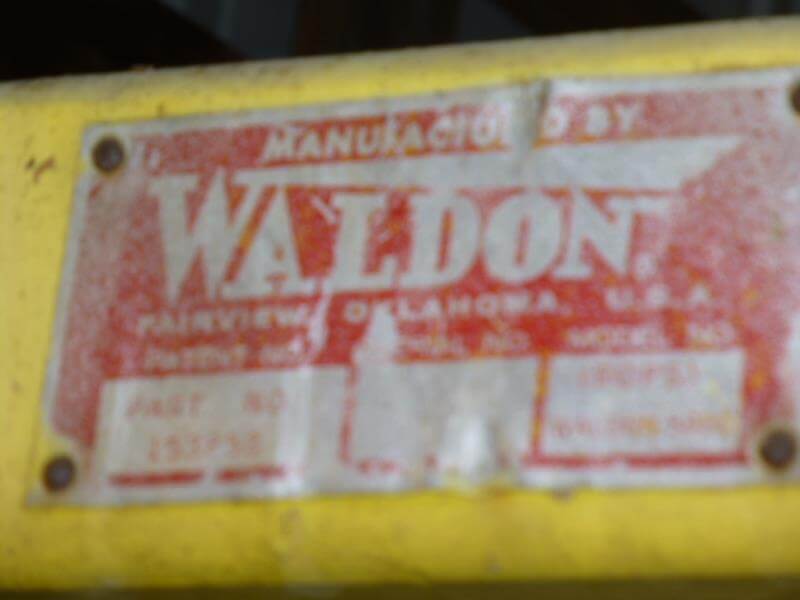 MANUFACTURED BY
WALDON
FAIRVIEW, OKLAHOMA, U.S.A.
PATENT NO. SERIAL NO. MODEL NO.
PART NO